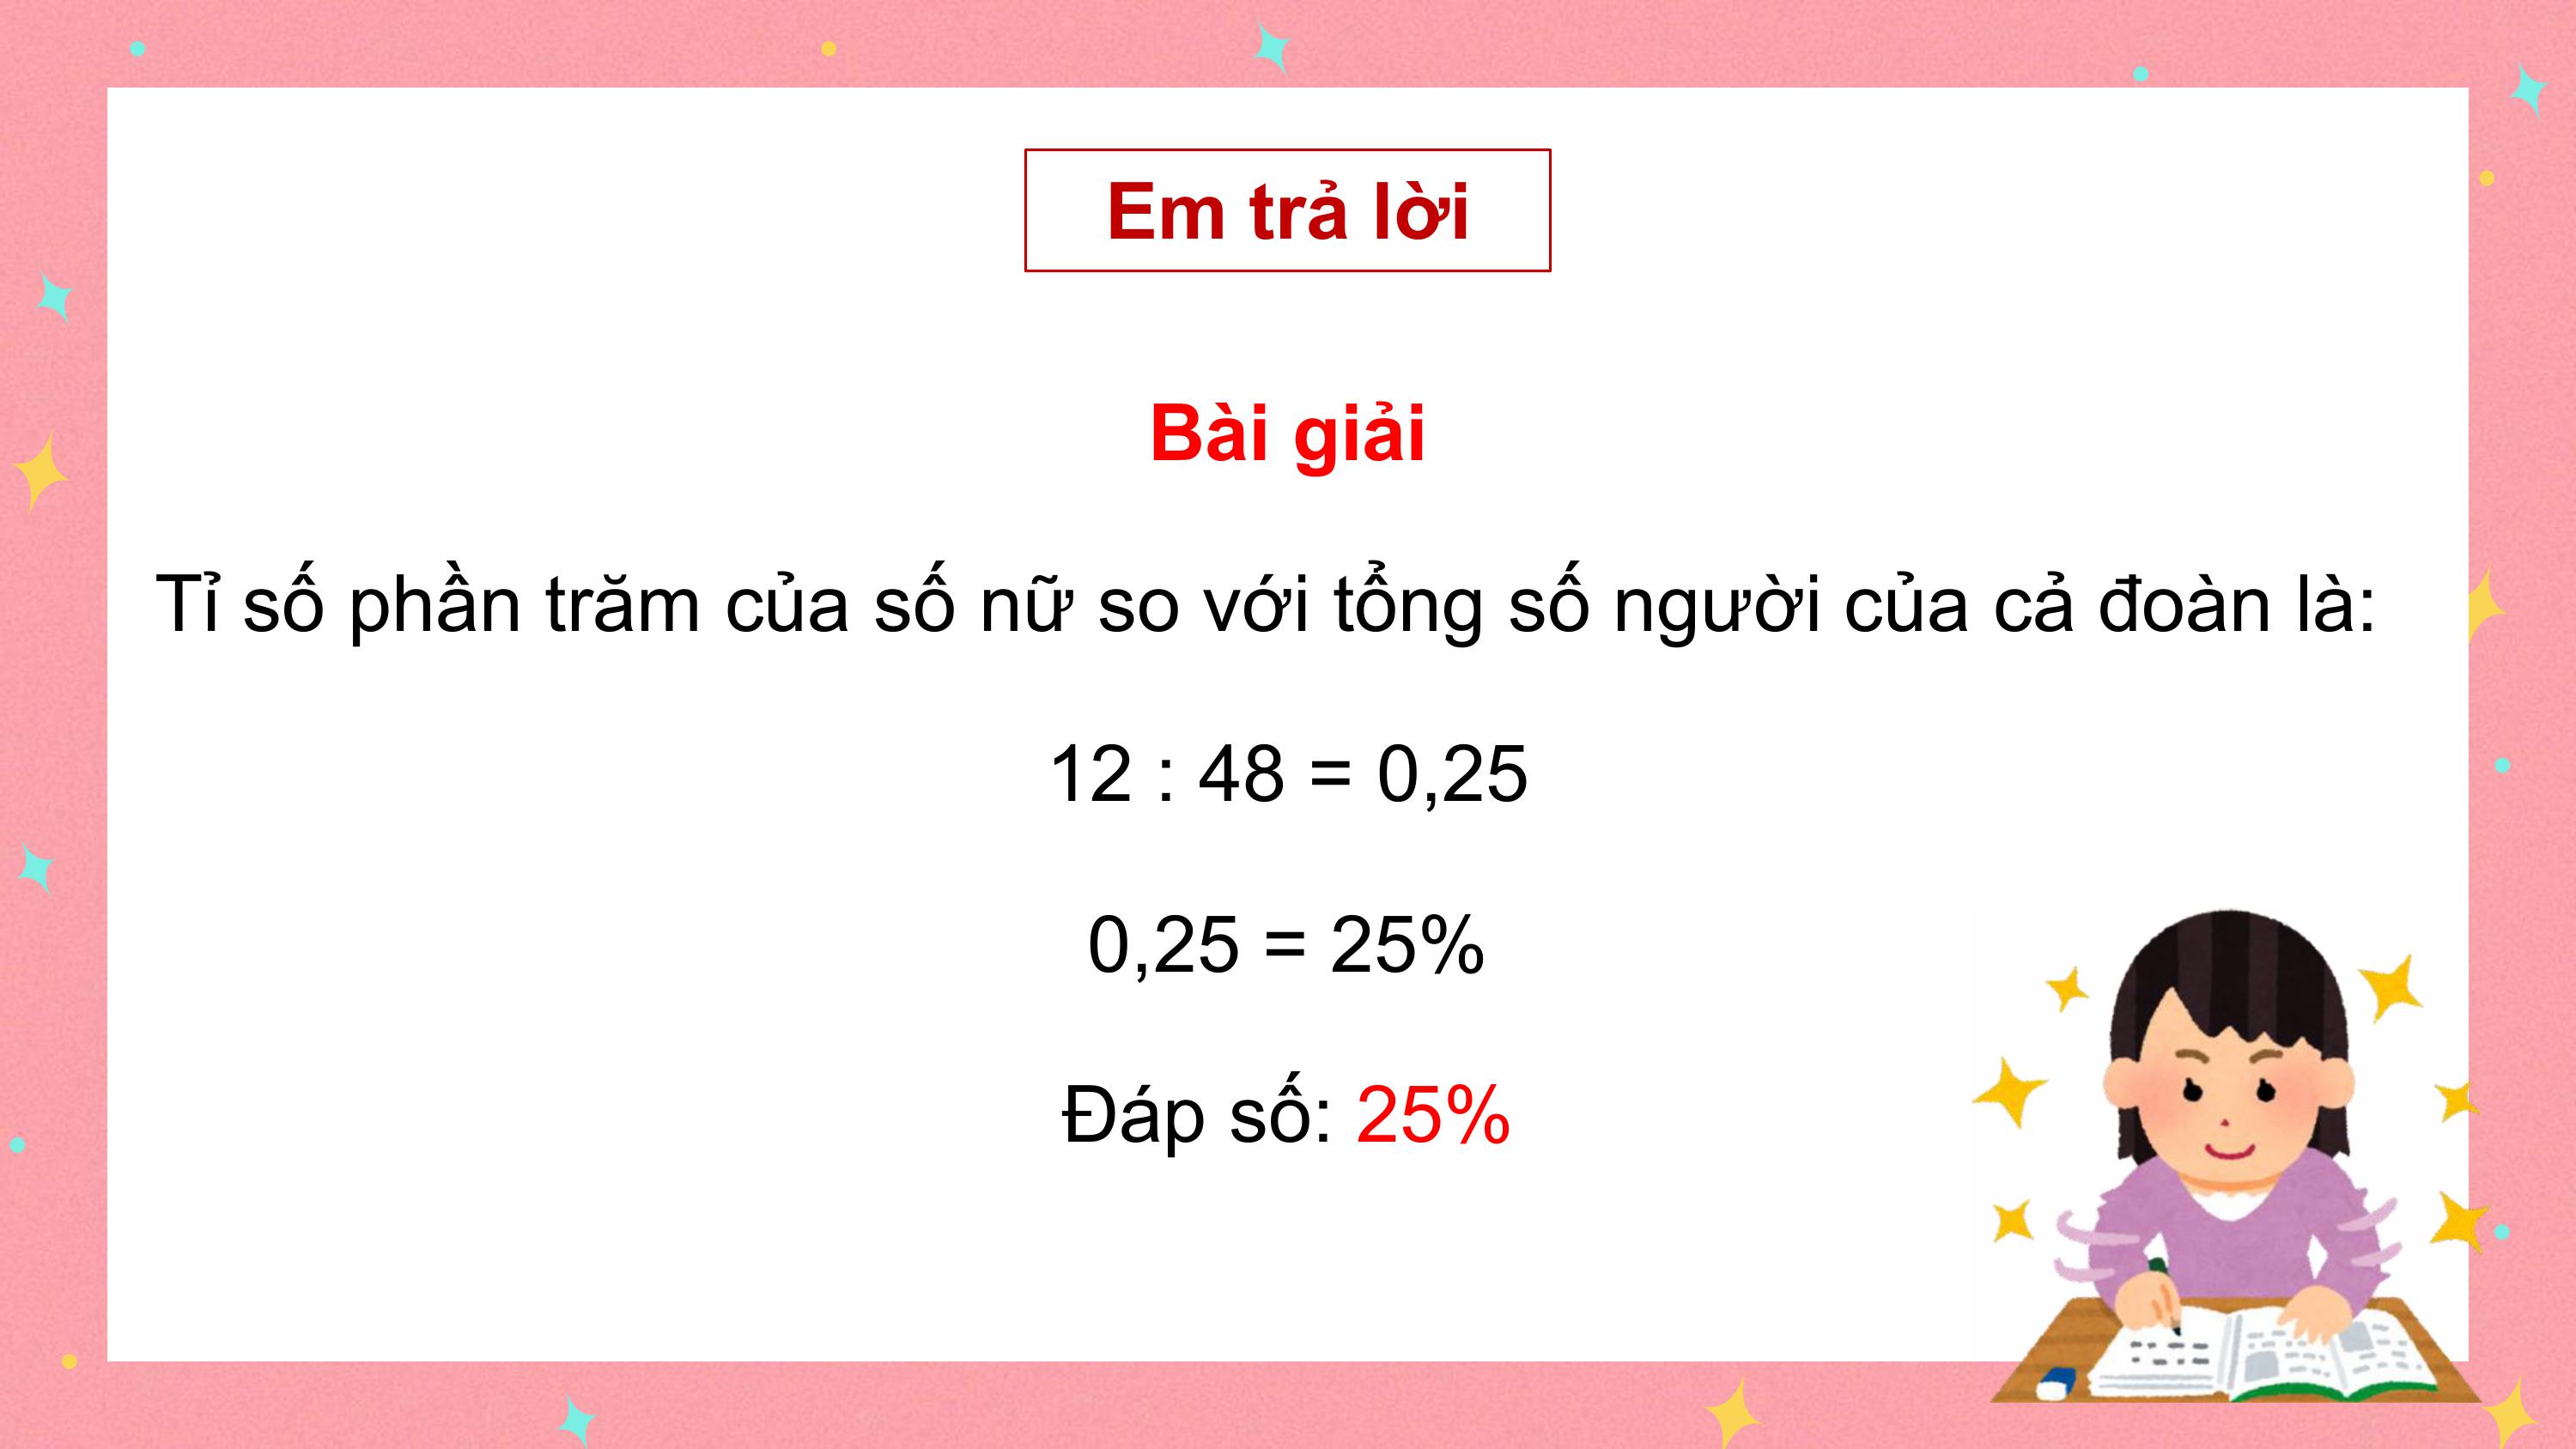 Em trả lời
Bài giải
Tỉ số phần trăm của số nữ so với tổng số người của cả đoàn là:
12 : 48 = 0,25
0,25 = 25%
Đáp số: 25%